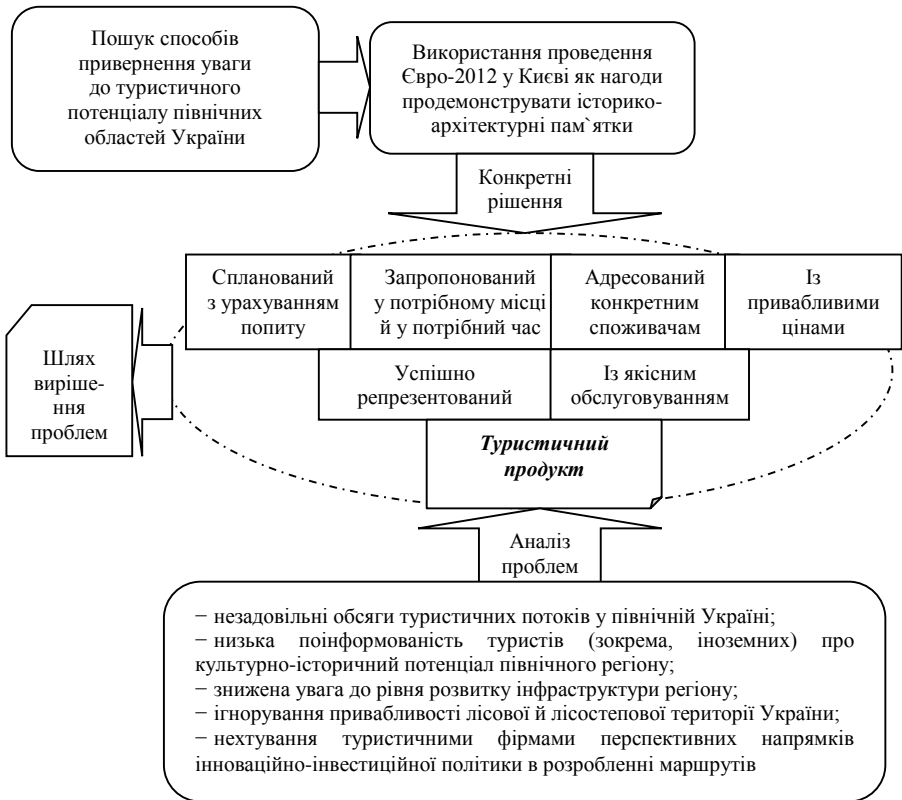 Пошук способів
привернення уваги
до туристичного
потенціалу північних
областей України
Використання проведення
Євро-2012 у Києві як нагоди
продемонструвати історико-
архітектурні пам`ятки
Конкретні
рішення
Спланований
з урахуванням
попиту
Запропонований
у потрібному місці
й у потрібний час
Адресований
конкретним
споживачам
Із
привабливими
цінами
Шлях
виріше-
ння
проблем
Успішно
репрезентований
Із якісним
обслуговуванням
Туристичний
продукт
Аналіз
проблем
− незадовільні обсяги туристичних потоків у північній Україні;
− низька поінформованість туристів (зокрема, іноземних) про
культурно-історичний потенціал північного регіону;
− знижена увага до рівня розвитку інфраструктури регіону;
− ігнорування привабливості лісової й лісостепової території України;
− нехтування туристичними фірмами перспективних напрямків
інноваційно-інвестиційної політики в розробленні маршрутів